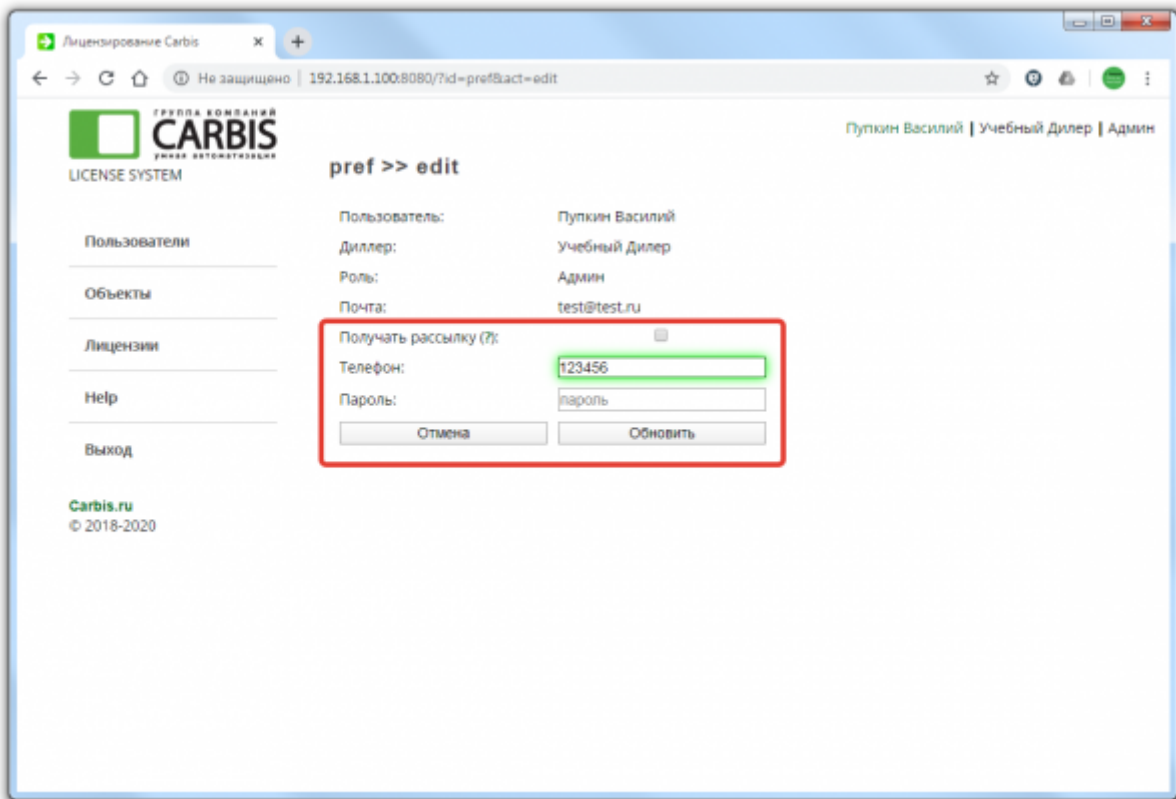 Лицензирование Carbis
Не защищено | 192.168.1.100:8080/?id=pref&act=edit
ГРУППА КОМПАНИЙ
CARBIS
умная автоматизация
LICENSE SYSTEM
Пупкин Василий | Учебный Дилер | Админ
pref >> edit
Пользователи
Объекты
Лицензии
Help
Выход
Carbis.ru
© 2018-2020
Пользователь: Пупкин Василий
Диллер: Учебный Дилер
Роль: Админ
Почта: test@test.ru
Получать рассылку (?):
Телефон: 123456
Пароль: пароль
Отмена Обновить